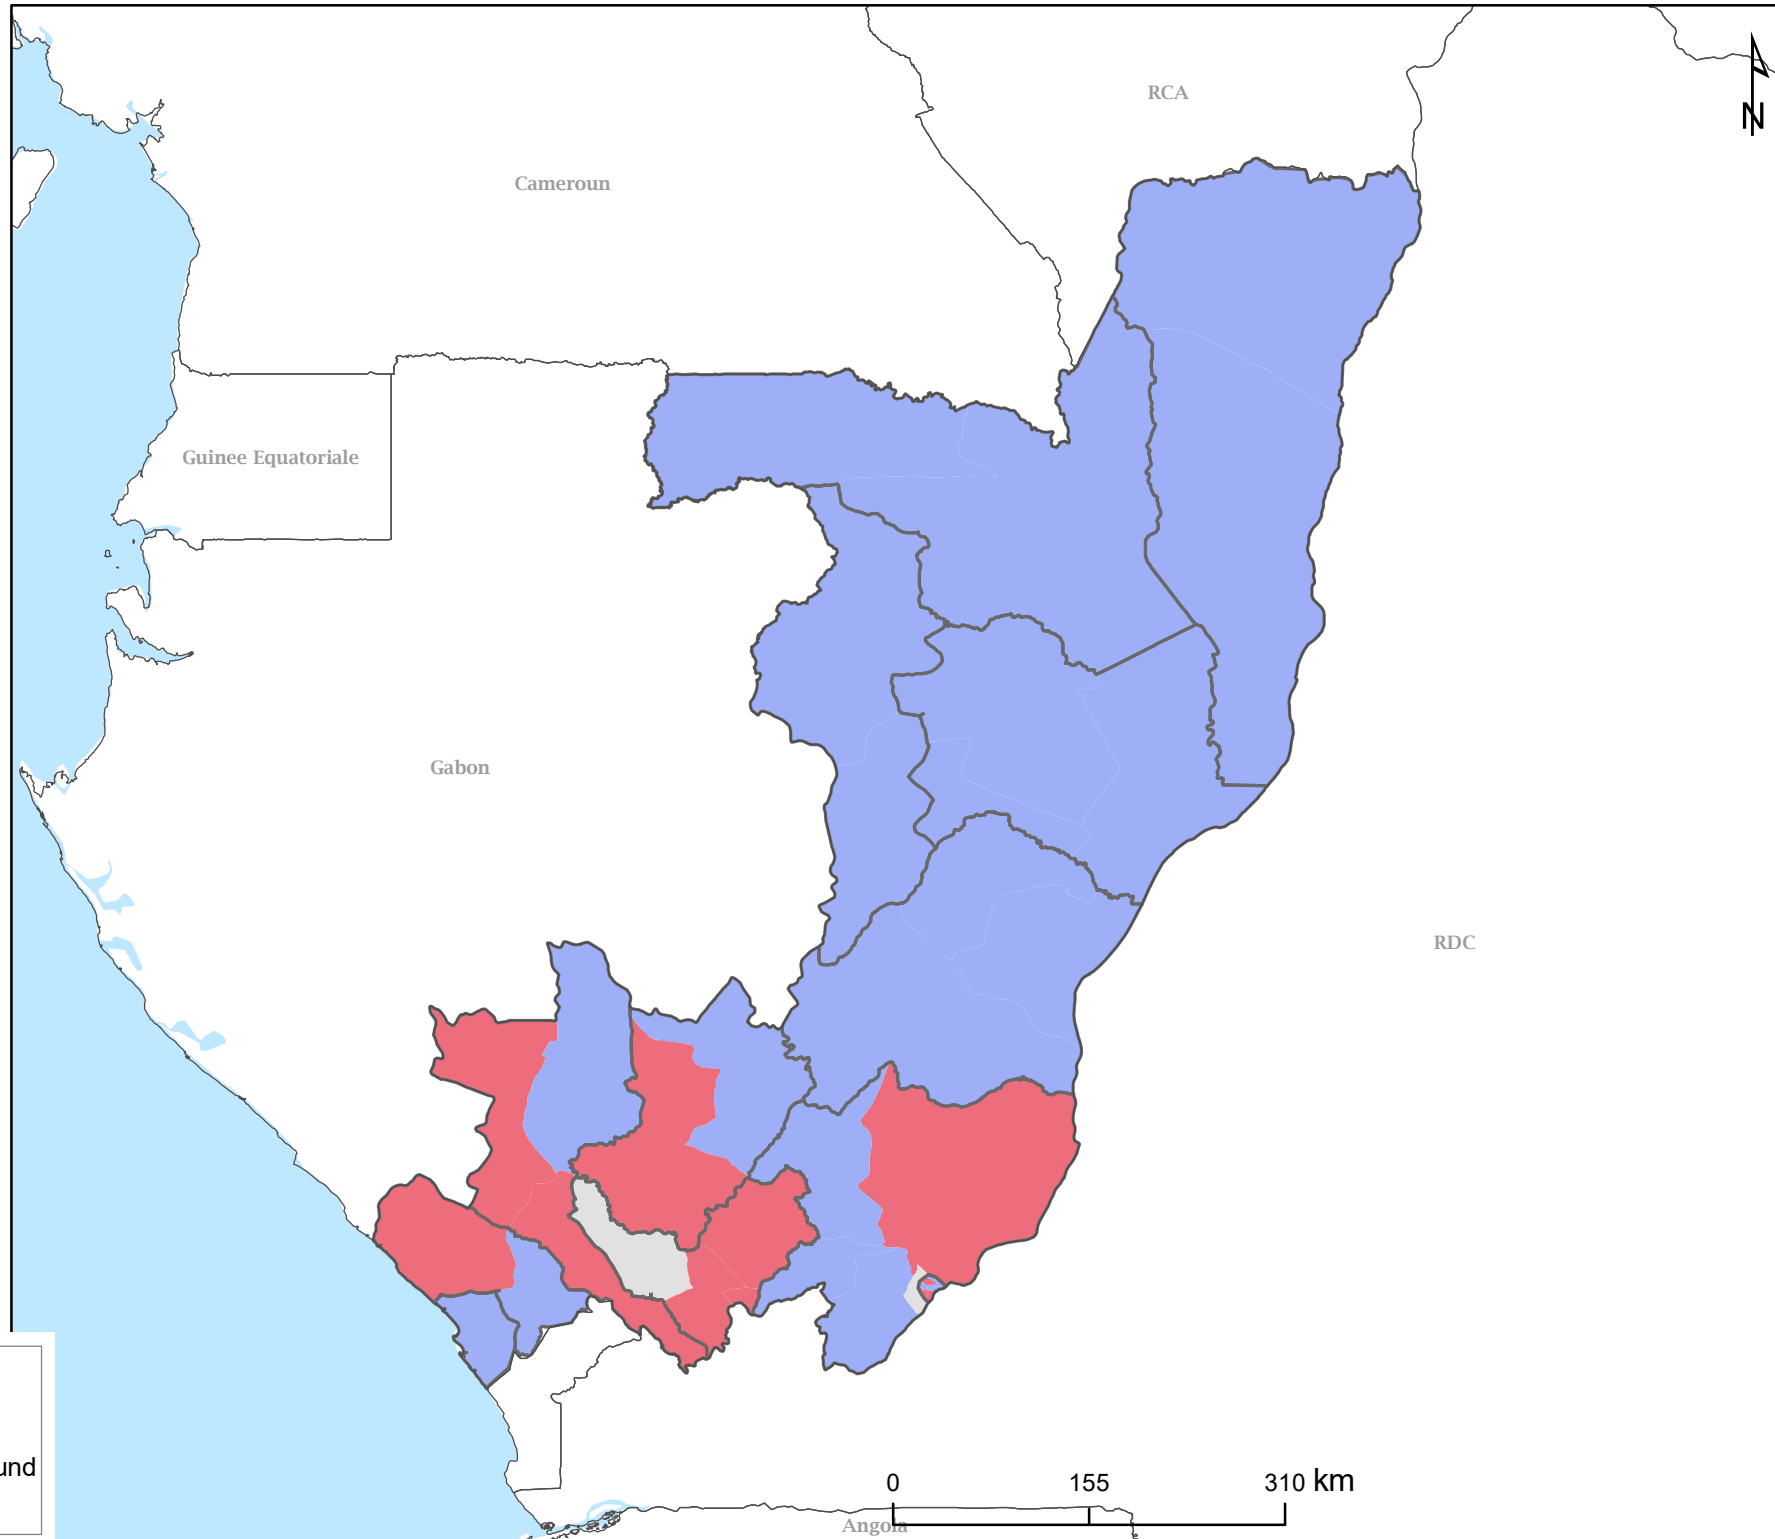 RCA
N
Cameroun
Guinee Equatoriale
Gabon
RDC
und
0 155 310 km
Angola